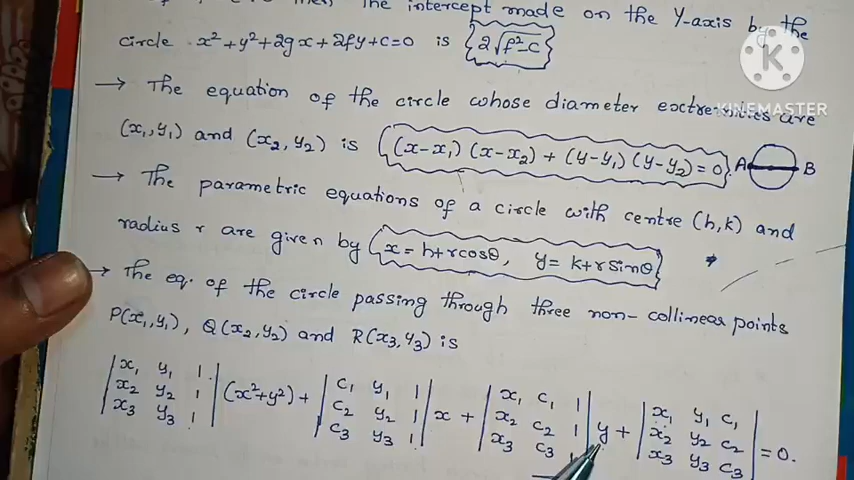 the intercept made on the Y-axis by the
circle x²+y²+2gx+2fy+c=0 is 2√f²-c
K
KINEMASTER
→ The equation of the circle whose diameter exctremities are
(x₁,y₁) and (x₂,y₂) is (x-x₁)(x-x₂)+(y-y₁)(y-y₂)=0 A B
→ The parametric equations of a circle with centre (h,k) and
radius r are given by x=h+rcosθ, y=k+rsinθ
→ The eq. of the circle passing through three non-collinear points
P(x₁,y₁), Q(x₂,y₂) and R(x₃,y₃) is
|x₁ y₁ 1| |c₁ y₁ 1| |x₁ c₁ 1| |x₁ y₁ c₁|
|x₂ y₂ 1| (x²+y²)+ |c₂ y₂ 1| x + |x₂ c₂ 1| y + |x₂ y₂ c₂| =0.
|x₃ y₃ 1| |c₃ y₃ 1| |x₃ c₃ 1| |x₃ y₃ c₃|